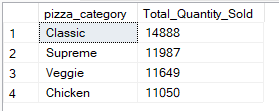 pizza_category Total_Quantity_Sold
1 Classic 14888
2 Supreme 11987
3 Veggie 11649
4 Chicken 11050